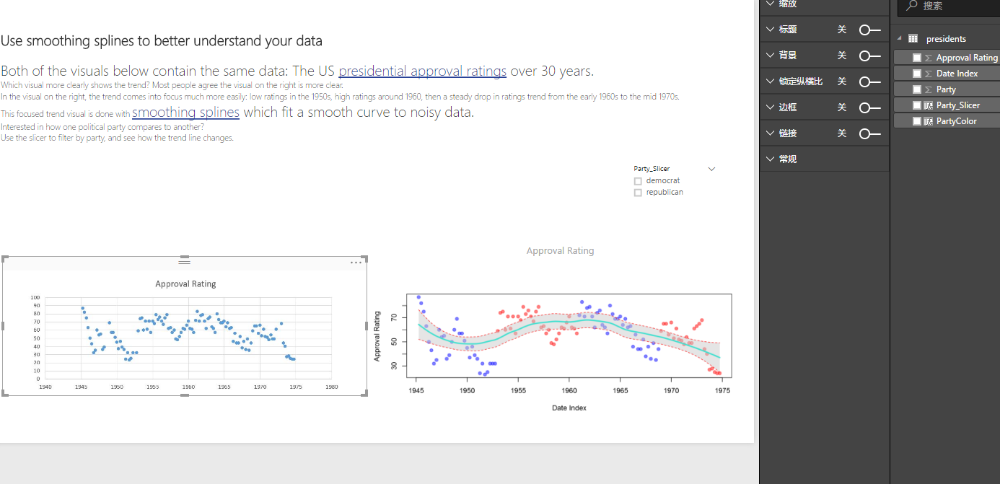 Use smoothing splines to better understand your data
Both of the visuals below contain the same data: The US presidential approval ratings over 30 years.
Which visual more clearly shows the trend? Most people agree the visual on the right is more clear.
In the visual on the right, the trend comes into focus much more easily: low ratings in the 1950s, high ratings around 1960, then a steady drop in ratings trend from the early 1960s to the mid 1970s.
This focused trend visual is done with smoothing splines which fit a smooth curve to noisy data.
Interested in how one political party compares to another?
Use the slicer to filter by party, and see how the trend line changes.
Party_Slicer
democrat
republican
Approval Rating
100
90
80
70
60
50
40
30
20
10
0
1940 1945 1950 1955 1960 1965 1970 1975 1980
Approval Rating
Approval Rating
70
50
30
1945 1950 1955 1960 1965 1970 1975
Date Index
缩放
标题 关
背景 关
锁定纵横比 关
边框 关
链接 关
常规
搜索
presidents
Approval Rating
Date Index
Party
Party_Slicer
PartyColor